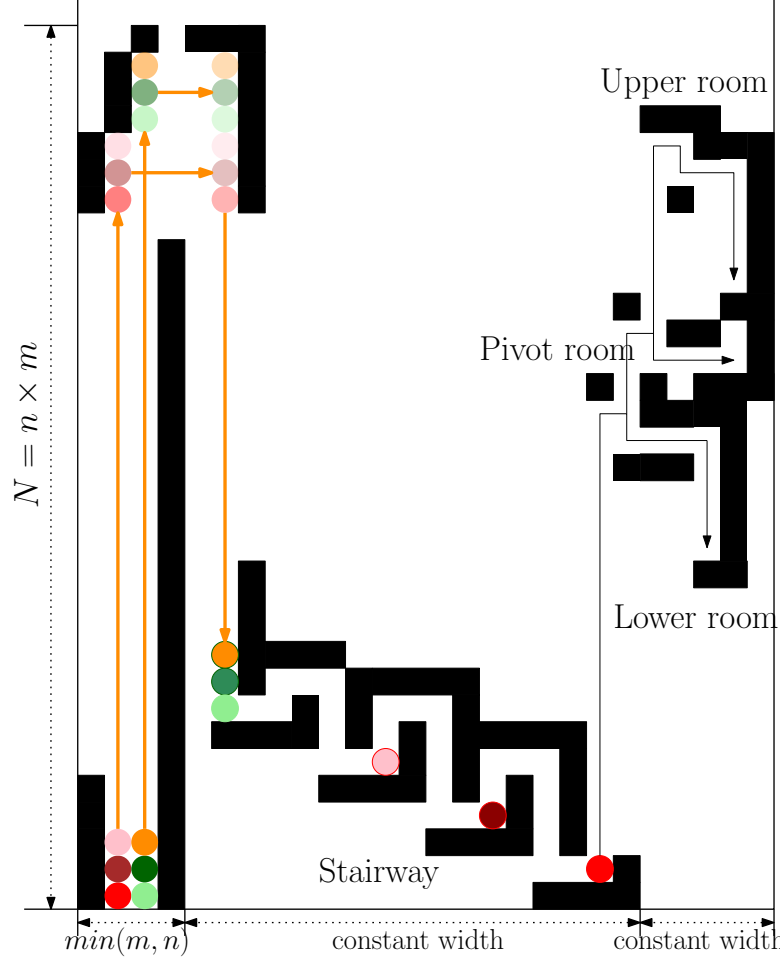 Upper room
Pivot room
N = n × m
Lower room
Stairway
min(m, n)
constant width
constant width